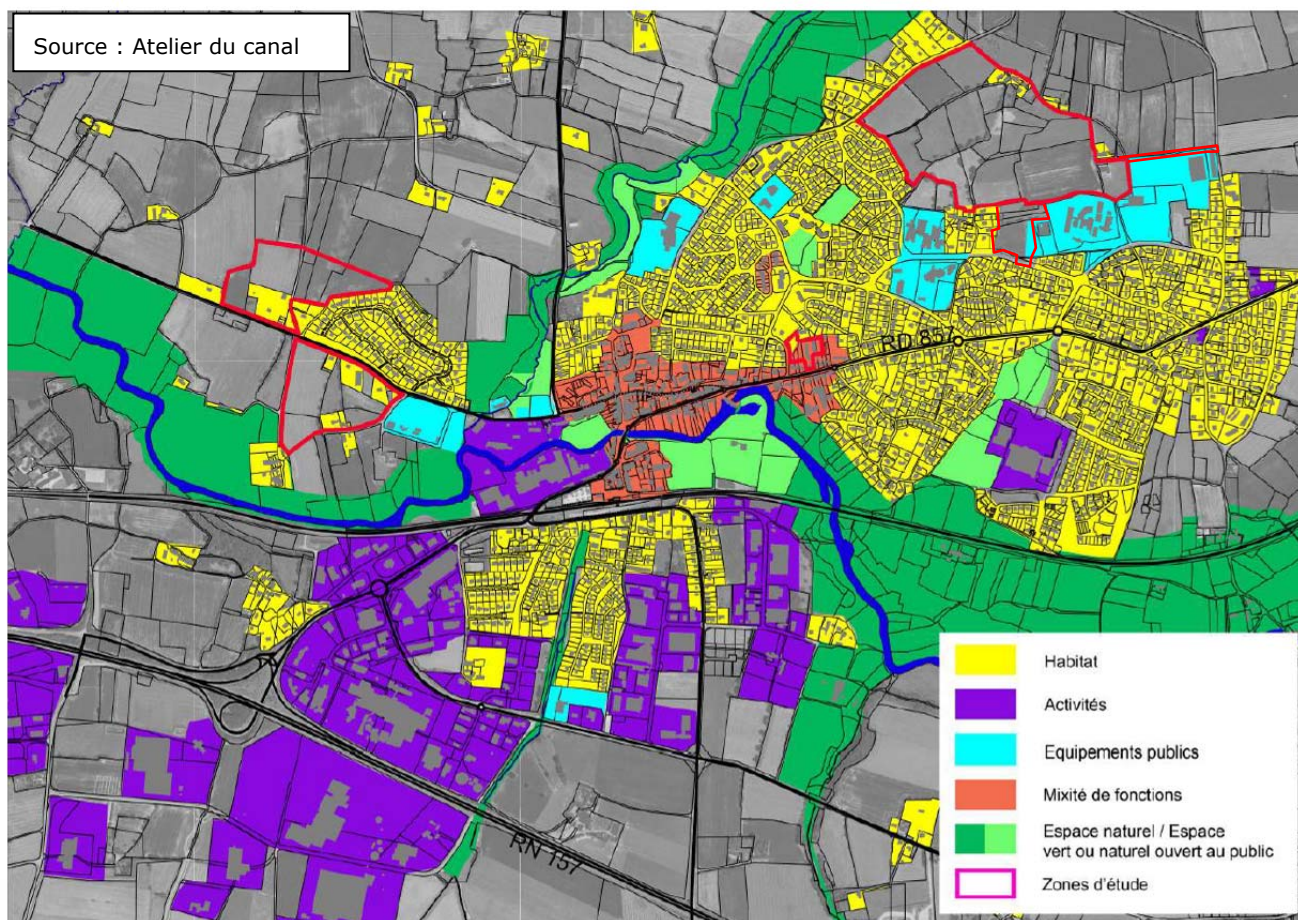 Source : Atelier du canal
RD 857
RN 157
Habitat
Activités
Equipements publics
Mixité de fonctions
Espace naturel / Espace
vert ou naturel ouvert au public
Zones d'étude